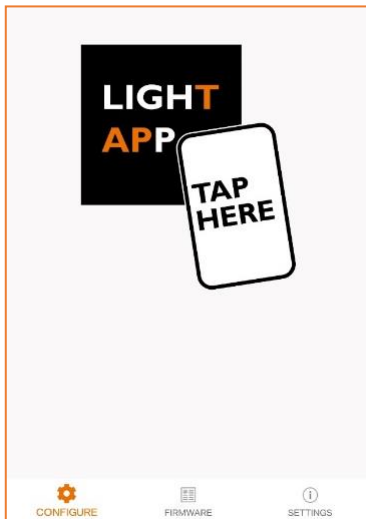 LIGHT
APP
TAP
HERE
CONFIGURE
FIRMWARE
SETTINGS